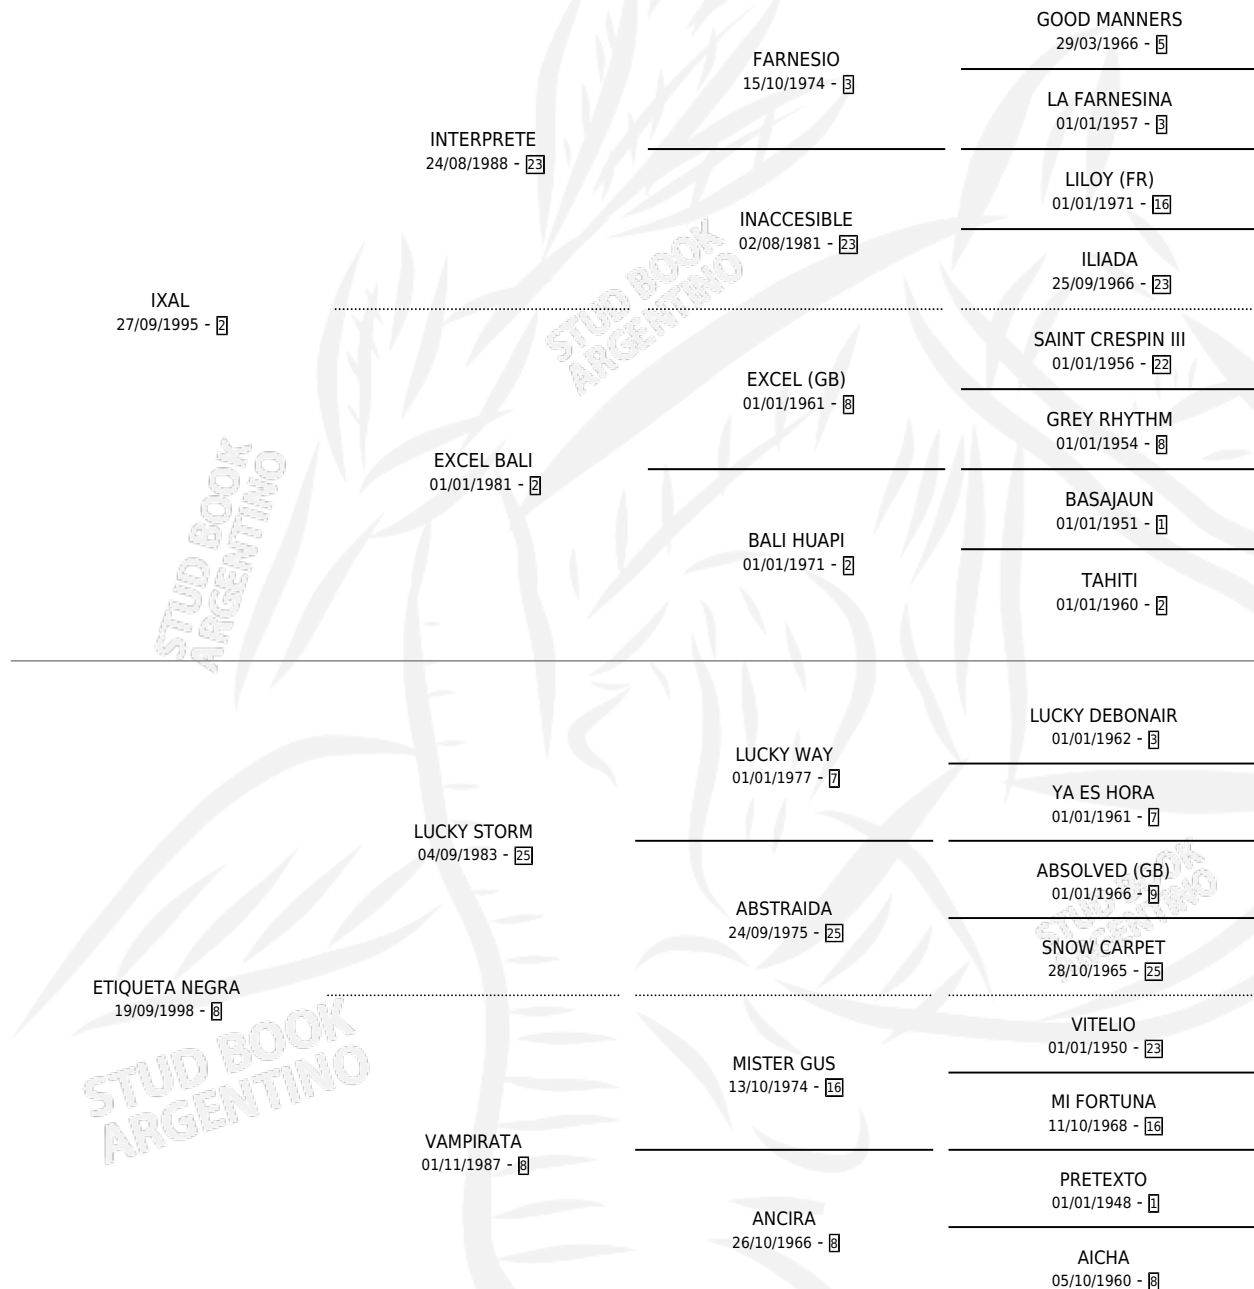 GOOD MANNERS
29/03/1966 - 5
FARNESIO
15/10/1974 - 3
LA FARNESINA
01/01/1957 - 3
INTERPRETE
24/08/1988 - 23
LILOY (FR)
01/01/1971 - 16
INACCESIBLE
02/08/1981 - 23
ILIADA
25/09/1966 - 23
IXAL
27/09/1995 - 2
SAINT CRESPIN III
01/01/1956 - 22
EXCEL (GB)
01/01/1961 - 8
GREY RHYTHM
01/01/1954 - 8
EXCEL BALI
01/01/1981 - 2
BASAJAUN
01/01/1951 - 1
BALI HUAPI
01/01/1971 - 2
TAHITI
01/01/1960 - 2
LUCKY DEBONAIR
01/01/1962 - 3
LUCKY WAY
01/01/1977 - 7
YA ES HORA
01/01/1961 - 7
LUCKY STORM
04/09/1983 - 25
ABSOLVED (GB)
01/01/1966 - 9
ABSTRAIDA
24/09/1975 - 25
SNOW CARPET
28/10/1965 - 25
ETIQUETA NEGRA
19/09/1998 - 8
VITELIO
01/01/1950 - 23
MISTER GUS
13/10/1974 - 16
MI FORTUNA
11/10/1968 - 16
VAMPIRATA
01/11/1987 - 8
PRETEXTO
01/01/1948 - 1
ANCIRA
26/10/1966 - 8
AICHA
05/10/1960 - 8
STUD BOOK
ARGENTINO
STUD BOOK
ARGENTINO
STUD BOOK
ARGENTINO
STUD BOOK
ARGENTINO